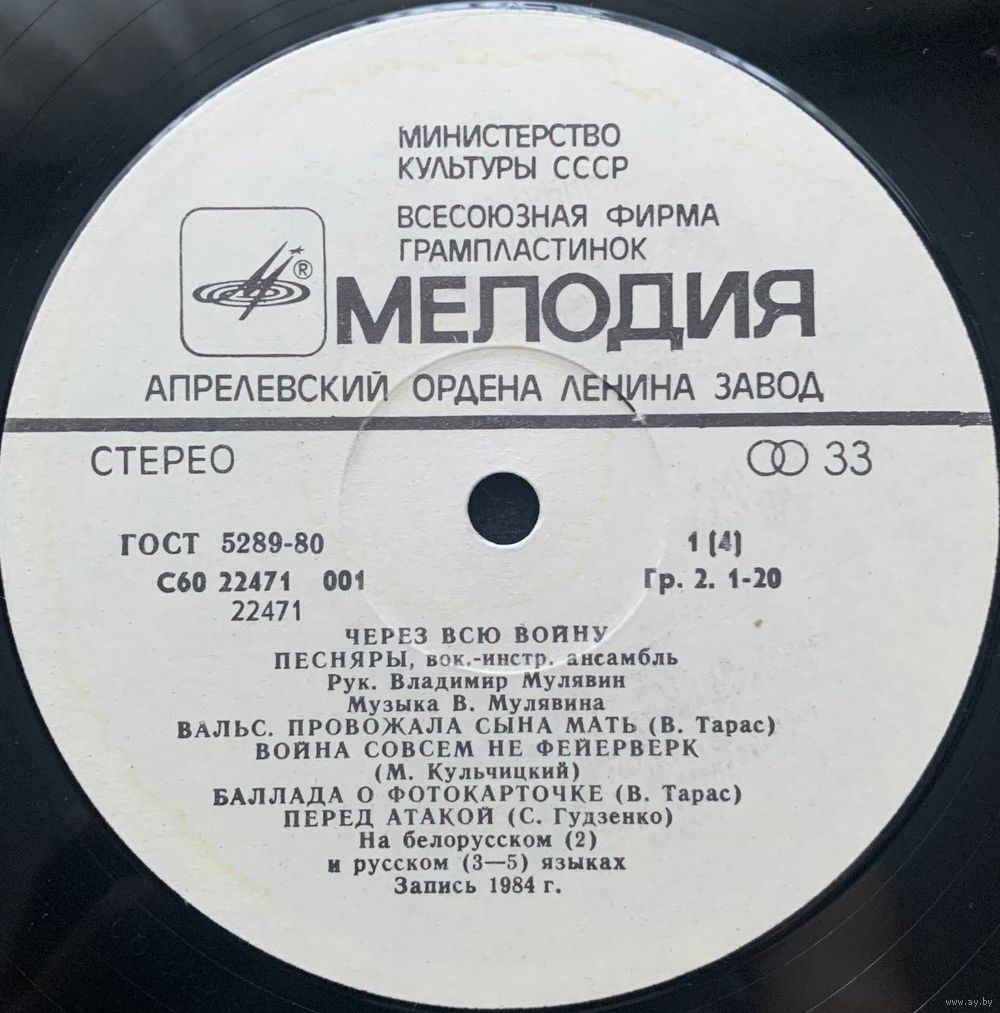 МИНИСТЕРСТВО
КУЛЬТУРЫ СССР
ВСЕСОЮЗНАЯ ФИРМА
ГРАМПЛАСТИНОК
®
МЕЛОДИЯ
АПРЕЛЕВСКИЙ ОРДЕНА ЛЕНИНА ЗАВОД
СТЕРЕО 33
ГОСТ 5289-80 1 (4)
С60 22471 001 Гр. 2. 1-20
22471
ЧЕРЕЗ ВСЮ ВОЙНУ
ПЕСНЯРЫ, вок.-инстр. ансамбль
Рук. Владимир Мулявин
Музыка В. Мулявина
ВАЛЬС. ПРОВОЖАЛА СЫНА МАТЬ (В. Тарас)
ВОЙНА СОВСЕМ НЕ ФЕЙЕРВЕРК
(М. Кульчицкий)
БАЛЛАДА О ФОТОКАРТОЧКЕ (В. Тарас)
ПЕРЕД АТАКОЙ (С. Гудзенко)
На белорусском (2)
и русском (3—5) языках
Запись 1984 г.
www.ay.by